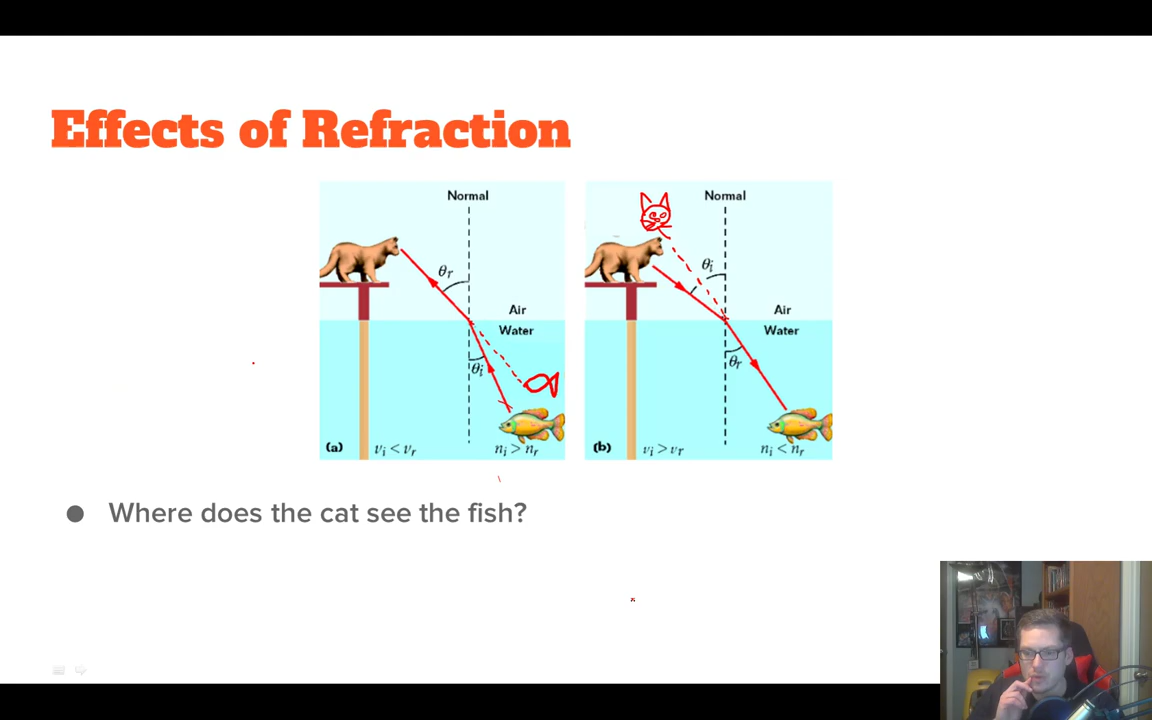 Effects of Refraction
Normal
θr
Air
Water
θi
(a) vi < vr ni > nr
Normal
θi
Air
Water
θr
(b) vi > vr ni < nr
● Where does the cat see the fish?